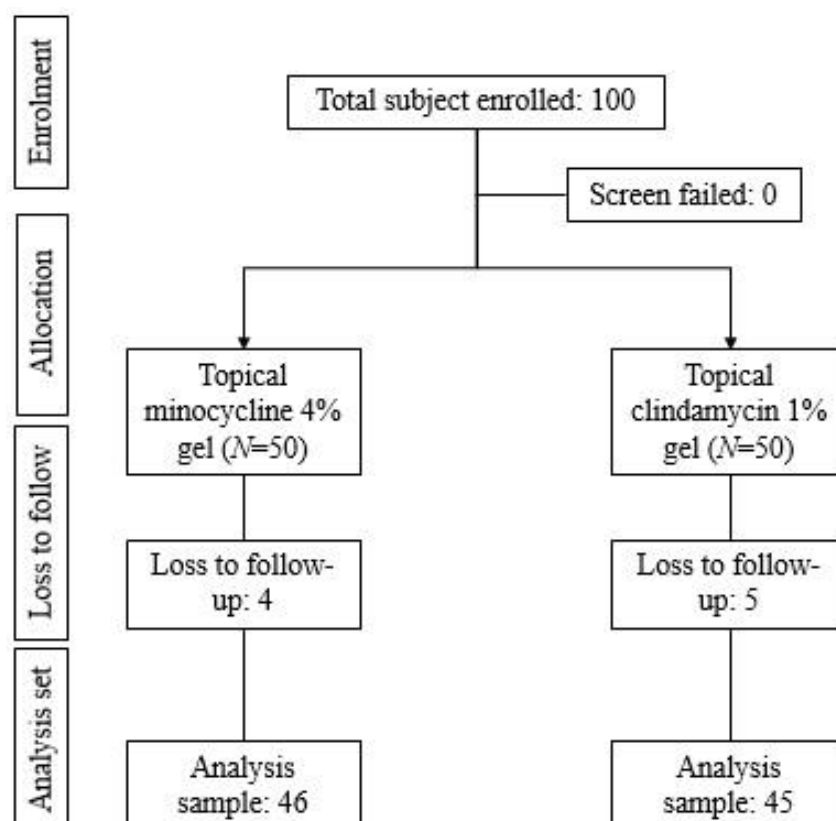 Enrolment
Total subject enrolled: 100
Screen failed: 0
Allocation
Topical
minocycline 4%
gel (N=50)
Topical
clindamycin 1%
gel (N=50)
Loss to follow
Loss to follow-
up: 4
Loss to follow-
up: 5
Analysis set
Analysis
sample: 46
Analysis
sample: 45